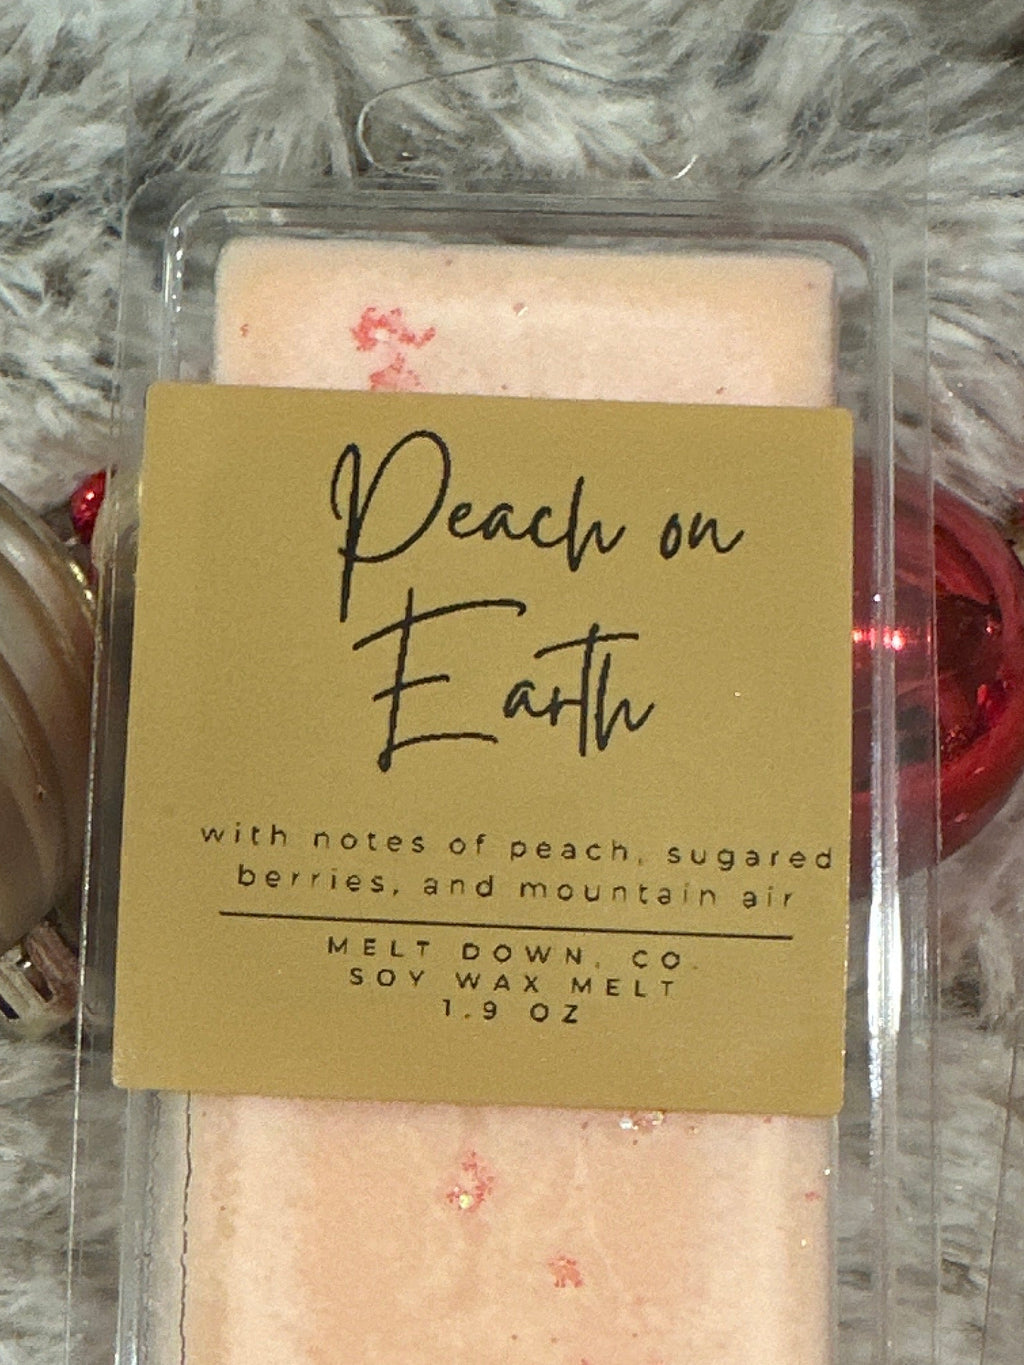 Peach on
Earth
with notes of peach, sugared
berries, and mountain air
MELT DOWN, CO.
SOY WAX MELT
1.9 OZ